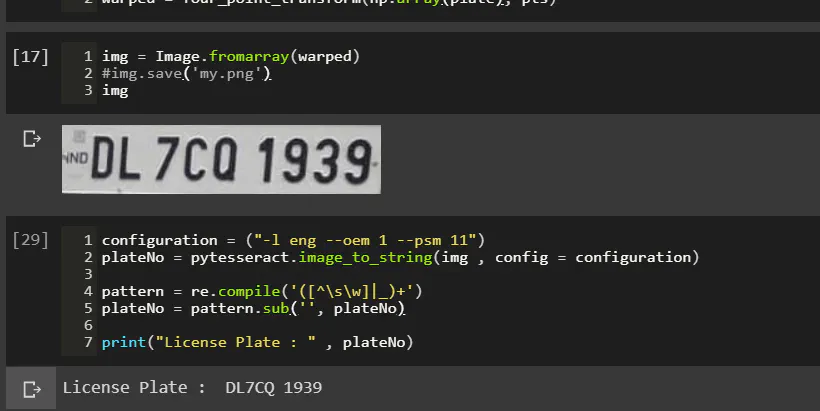 2 warped = four_point_transform(np.array(plate), pts)
[17]
1 img = Image.fromarray(warped)
2 #img.save('my.png')
3 img
IND DL 7CQ 1939
[29]
1 configuration = ("-l eng --oem 1 --psm 11")
2 plateNo = pytesseract.image_to_string(img , config = configuration)
3
4 pattern = re.compile('([^\s\w]|_)+')
5 plateNo = pattern.sub('', plateNo)
6
7 print("License Plate : " , plateNo)
License Plate :  DL7CQ 1939